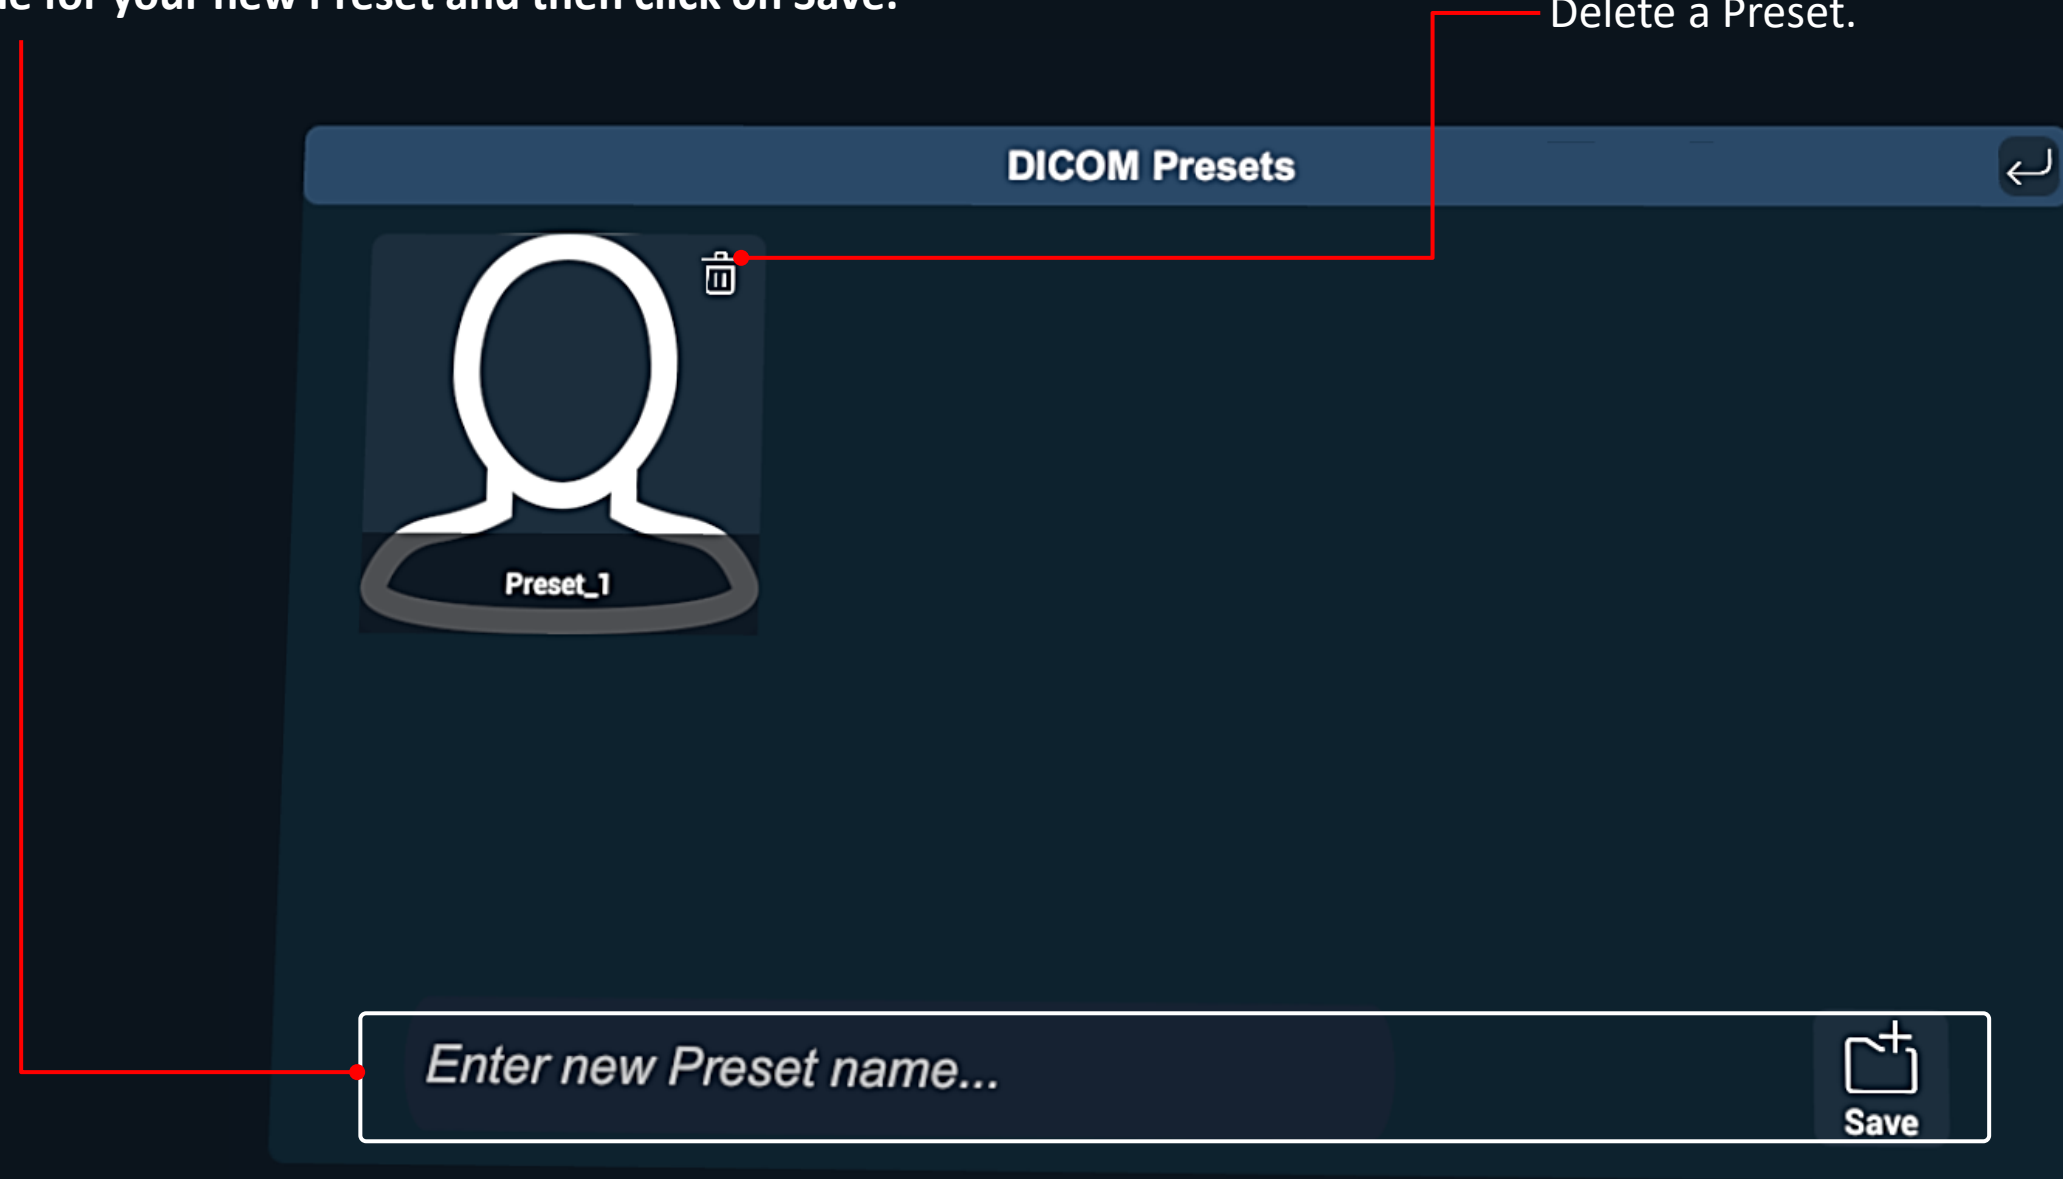 for your new Preset and then click on Save.
Delete a Preset.
DICOM Presets
Preset_1
Enter new Preset name...
Save